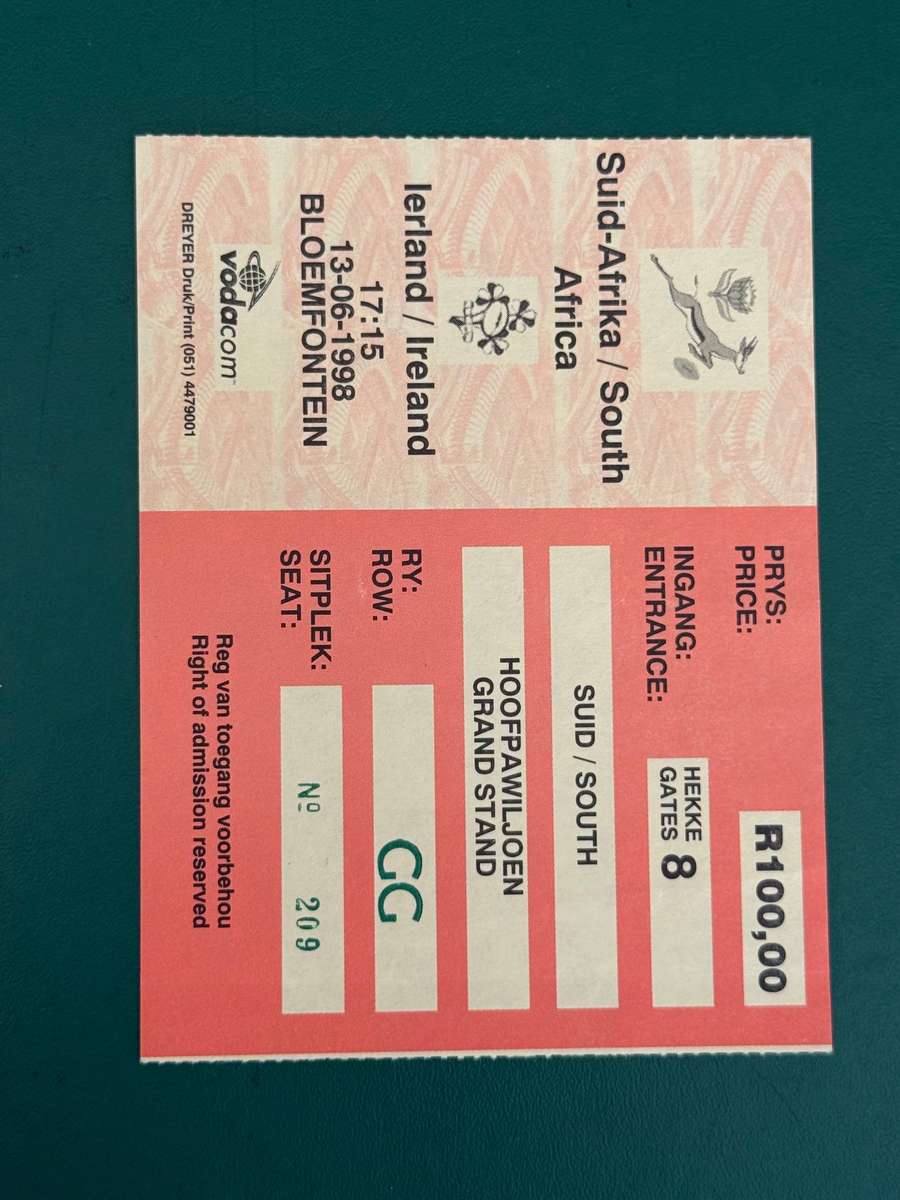 Suid-Afrika / South
Africa
Ierland / Ireland
17:15
13-06-1998
BLOEMFONTEIN
vodacom™
DREYER Druk/Print (051) 4479001
PRYS:
PRICE:
R100,00
INGANG:
ENTRANCE:
HEKKE
GATES 8
SUID / SOUTH
HOOFPAWILJOEN
GRAND STAND
RY:
ROW:
GG
SITPLEK:
SEAT:
Nº 209
Reg van toegang voorbehou
Right of admission reserved